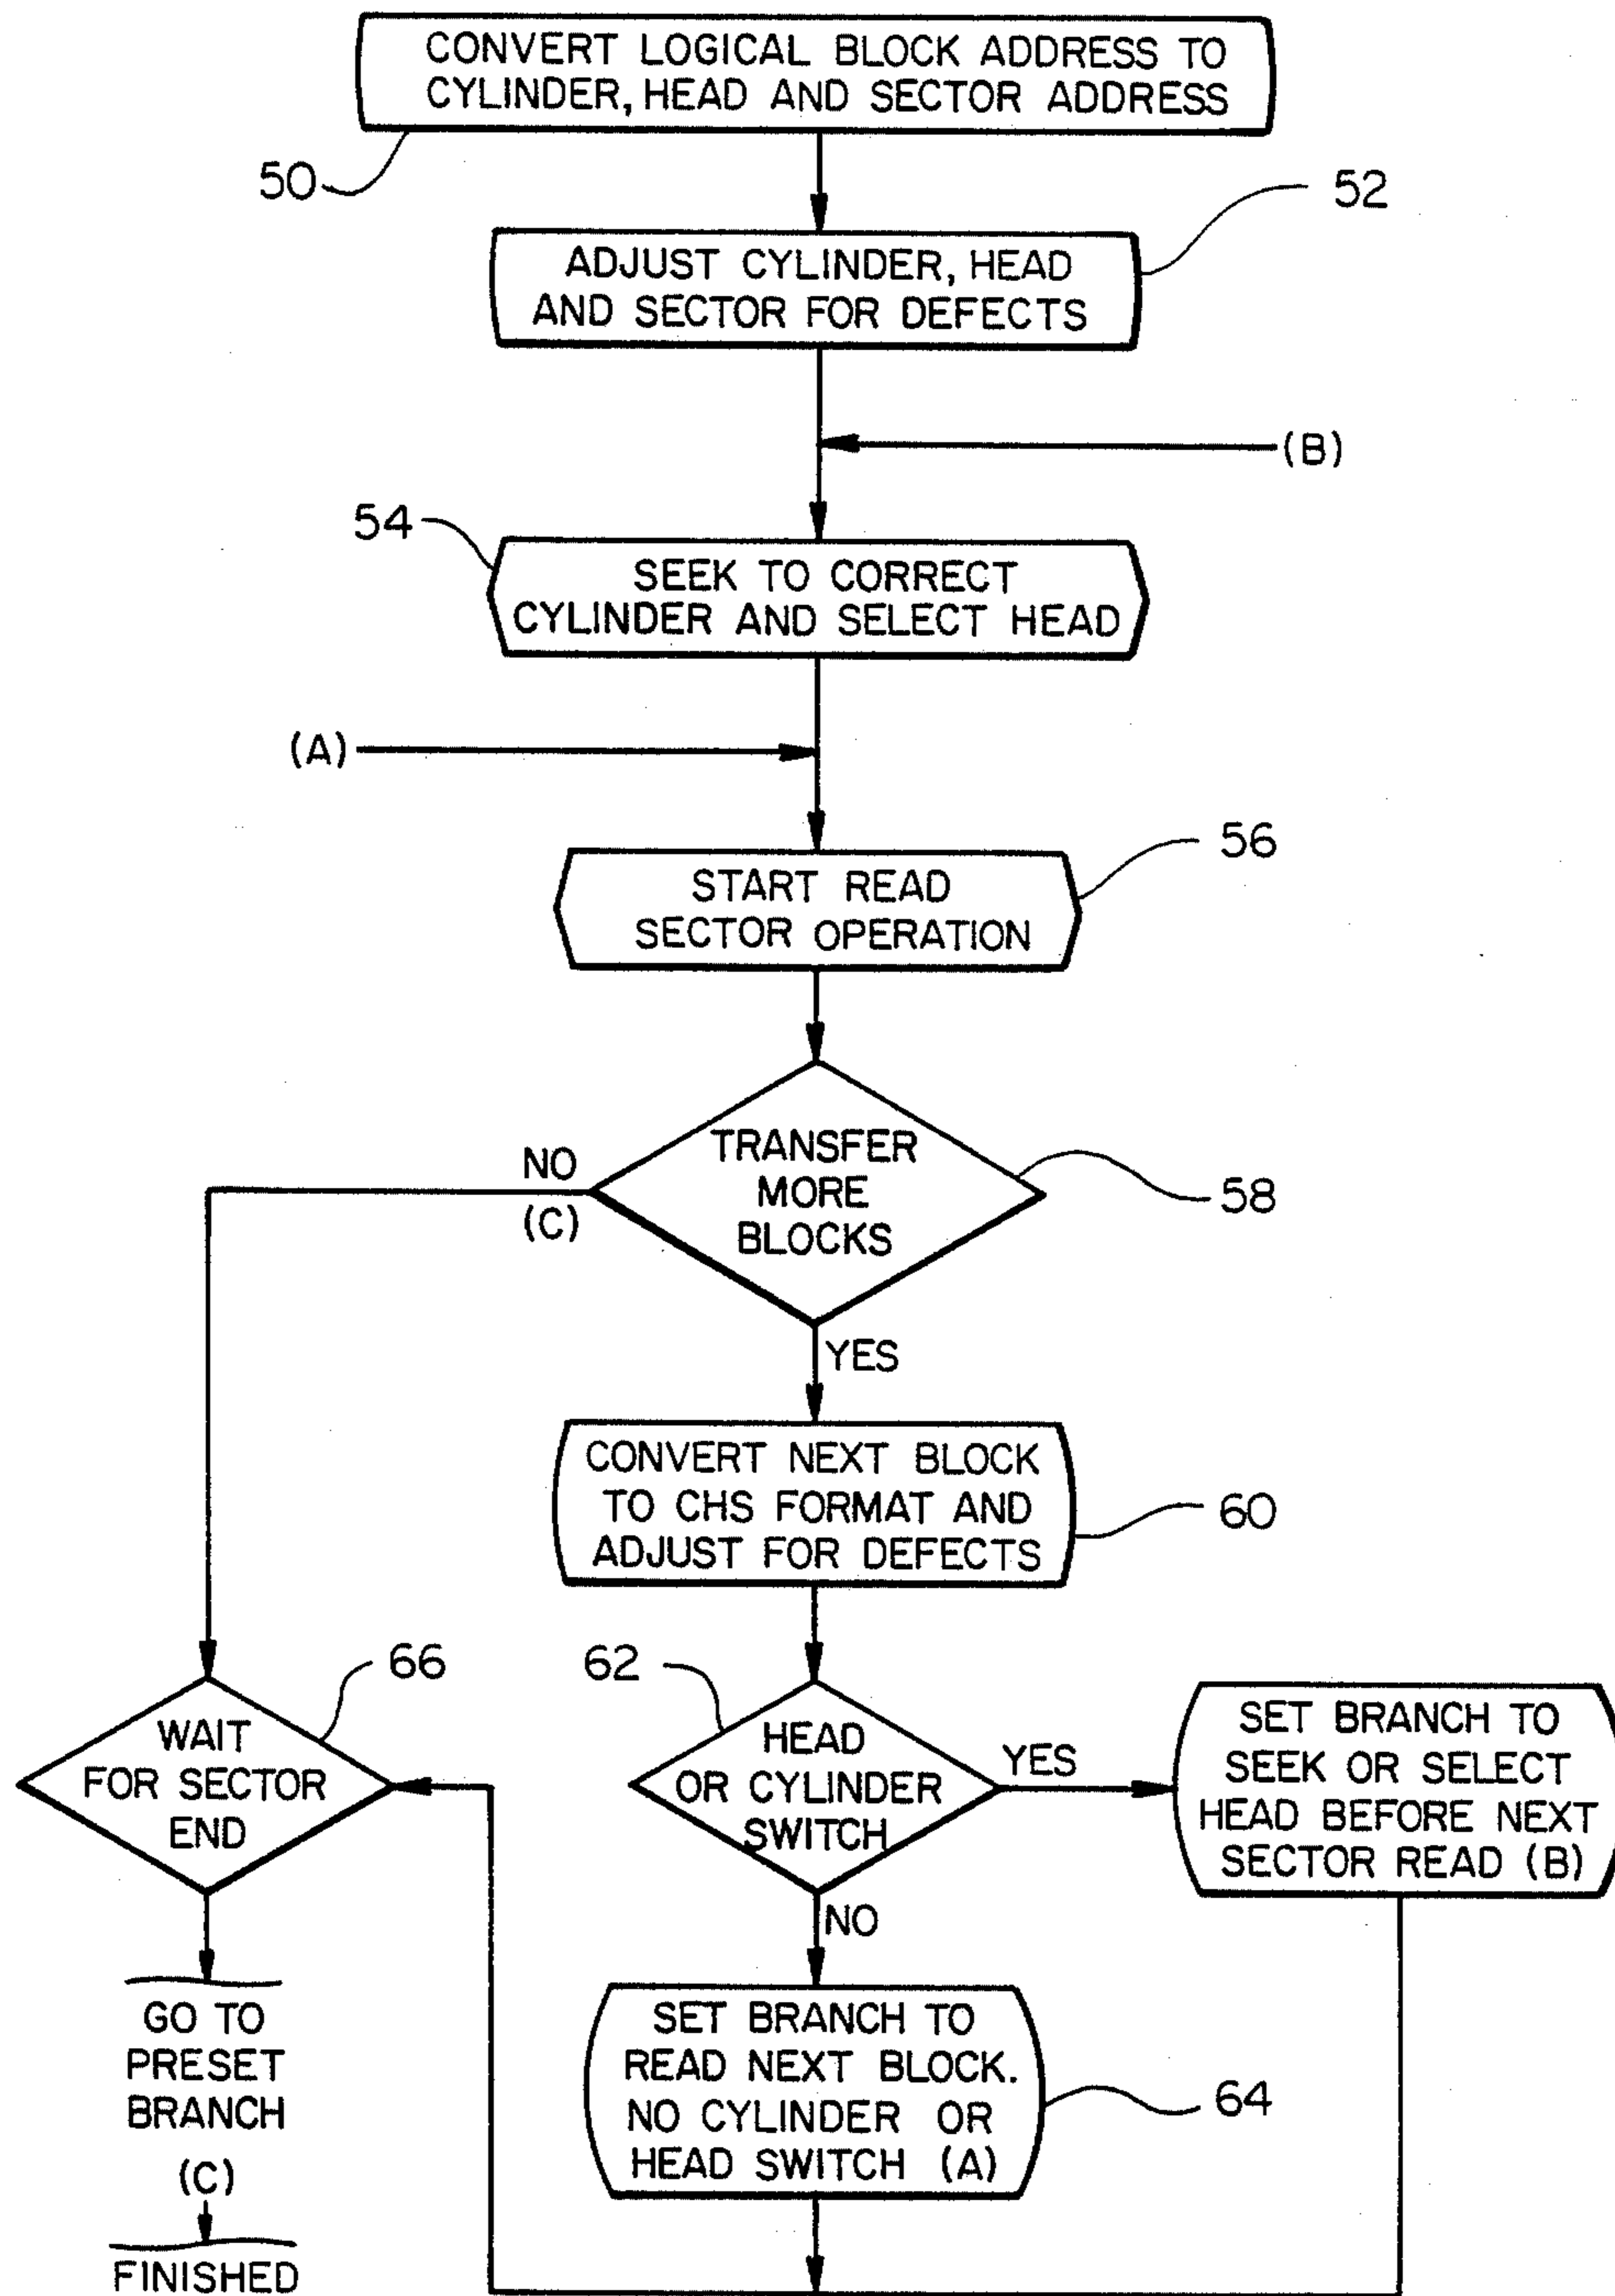 CONVERT LOGICAL BLOCK ADDRESS TO
CYLINDER, HEAD AND SECTOR ADDRESS
50
52
ADJUST CYLINDER, HEAD
AND SECTOR FOR DEFECTS
(B)
54
SEEK TO CORRECT
CYLINDER AND SELECT HEAD
(A)
56
START READ
SECTOR OPERATION
TRANSFER
MORE
BLOCKS
NO
(C)
58
YES
CONVERT NEXT BLOCK
TO CHS FORMAT AND
ADJUST FOR DEFECTS
60
66
WAIT
FOR SECTOR
END
62
HEAD
OR CYLINDER
SWITCH
YES
SET BRANCH TO
SEEK OR SELECT
HEAD BEFORE NEXT
SECTOR READ (B)
NO
GO TO
PRESET
BRANCH
(C)
FINISHED
SET BRANCH TO
READ NEXT BLOCK.
NO CYLINDER OR
HEAD SWITCH (A)
64